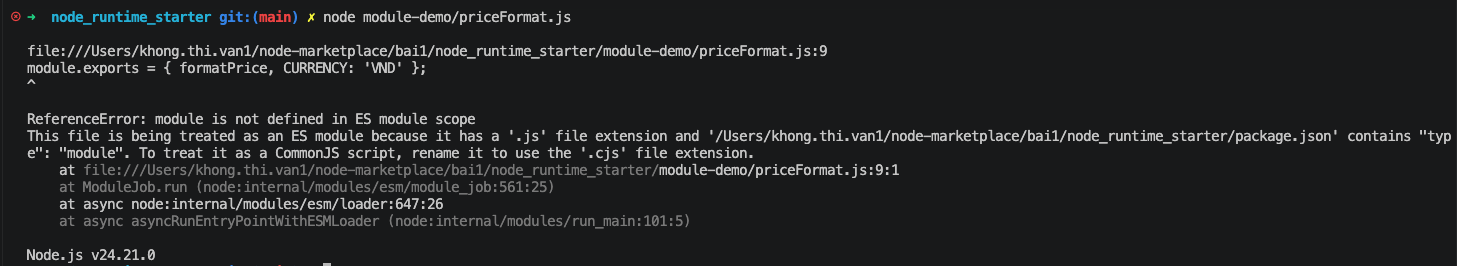 ➜ node_runtime_starter git:(main) ✗ node module-demo/priceFormat.js
file:///Users/khong.thi.van1/node-marketplace/bai1/node_runtime_starter/module-demo/priceFormat.js:9
module.exports = { formatPrice, CURRENCY: 'VND' };
^
ReferenceError: module is not defined in ES module scope
This file is being treated as an ES module because it has a '.js' file extension and '/Users/khong.thi.van1/node-marketplace/bai1/node_runtime_starter/package.json' contains "typ
e": "module". To treat it as a CommonJS script, rename it to use the '.cjs' file extension.
    at file:///Users/khong.thi.van1/node-marketplace/bai1/node_runtime_starter/module-demo/priceFormat.js:9:1
    at ModuleJob.run (node:internal/modules/esm/module_job:561:25)
    at async node:internal/modules/esm/loader:647:26
    at async asyncRunEntryPointWithESMLoader (node:internal/modules/run_main:101:5)
Node.js v24.21.0